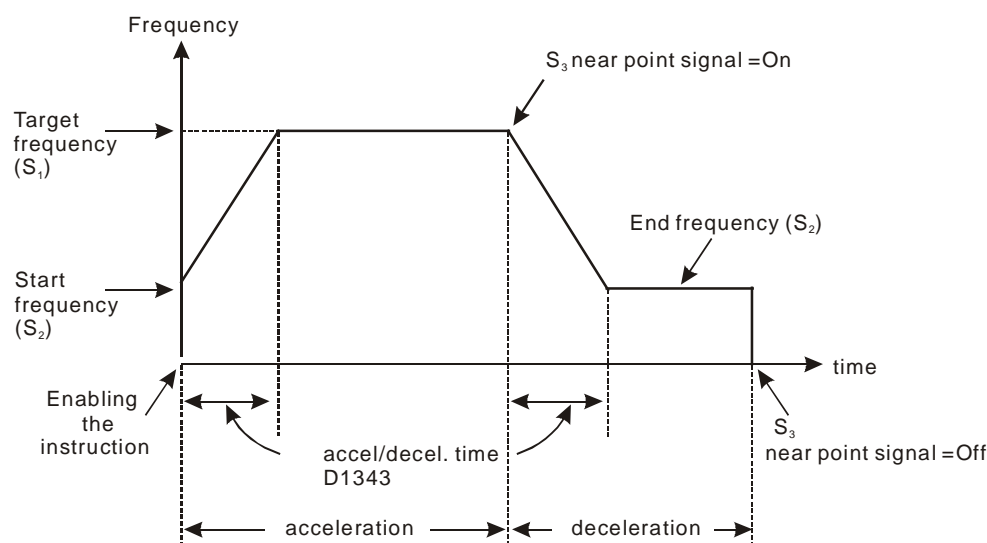 Frequency
S₃ near point signal =On
Target
frequency
(S₁)
End frequency (S₂)
Start
frequency
(S₂)
time
Enabling
the
instruction
accel/decel. time
D1343
S₃
near point signal =Off
acceleration
deceleration